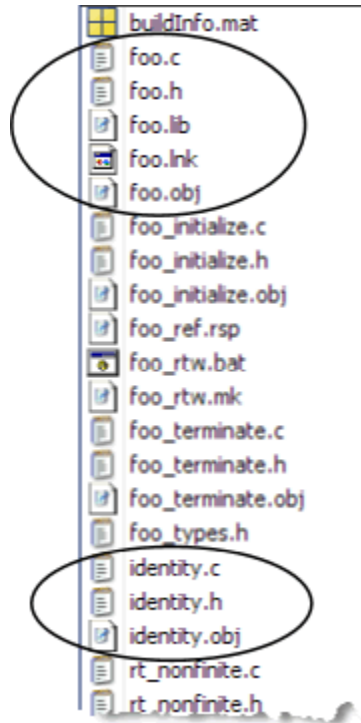 buildInfo.mat
foo.c
foo.h
foo.lib
foo.lnk
foo.obj
foo_initialize.c
foo_initialize.h
foo_initialize.obj
foo_ref.rsp
foo_rtw.bat
foo_rtw.mk
foo_terminate.c
foo_terminate.h
foo_terminate.obj
foo_types.h
identity.c
identity.h
identity.obj
rt_nonfinite.c
rt_nonfinite.h